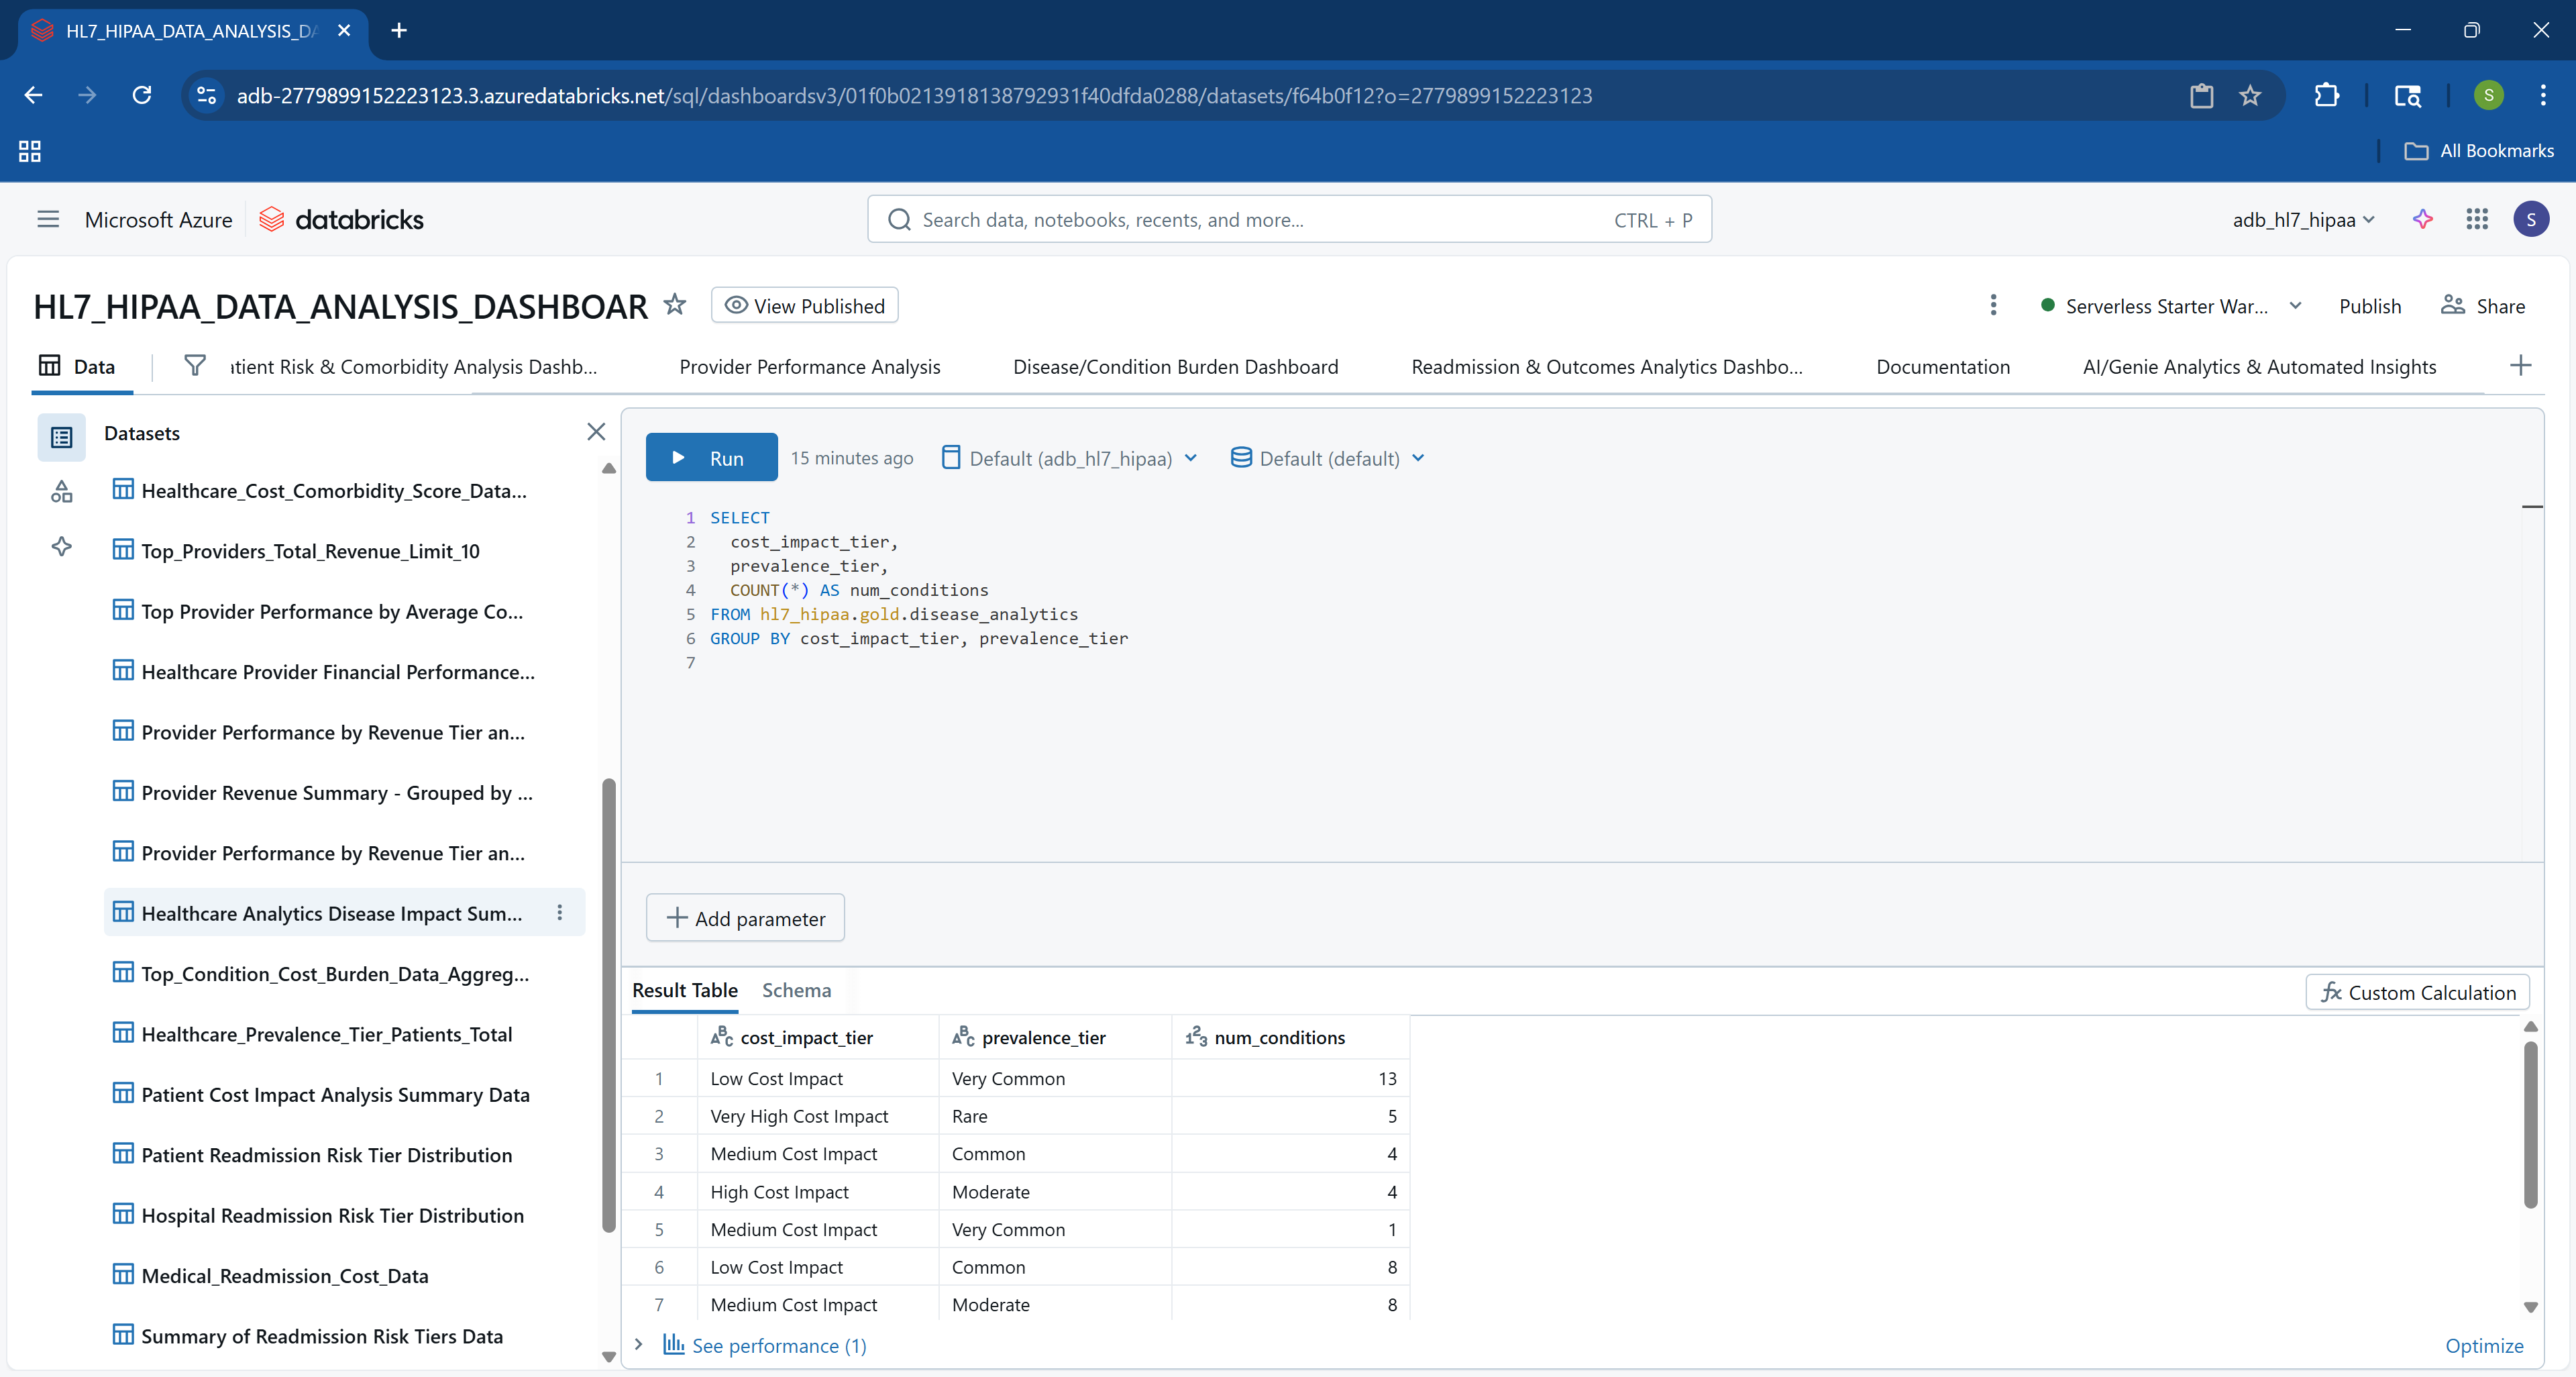 HL7_HIPAA_DATA_ANALYSIS_DA
adb-2779899152223123.3.azuredatabricks.net/sql/dashboardsv3/01f0b0213918138792931f40dfda0288/datasets/f64b0f12?o=2779899152223123
S
All Bookmarks
Microsoft Azure
databricks
Search data, notebooks, recents, and more...
CTRL + P
adb_hl7_hipaa
S
HL7_HIPAA_DATA_ANALYSIS_DASHBOAR
View Published
Serverless Starter War...
Publish
Share
Data
tient Risk & Comorbidity Analysis Dashb...
Provider Performance Analysis
Disease/Condition Burden Dashboard
Readmission & Outcomes Analytics Dashbo...
Documentation
AI/Genie Analytics & Automated Insights
Datasets
Healthcare_Cost_Comorbidity_Score_Data...
Top_Providers_Total_Revenue_Limit_10
Top Provider Performance by Average Co...
Healthcare Provider Financial Performance...
Provider Performance by Revenue Tier an...
Provider Revenue Summary - Grouped by ...
Provider Performance by Revenue Tier an...
Healthcare Analytics Disease Impact Sum...
Top_Condition_Cost_Burden_Data_Aggreg...
Healthcare_Prevalence_Tier_Patients_Total
Patient Cost Impact Analysis Summary Data
Patient Readmission Risk Tier Distribution
Hospital Readmission Risk Tier Distribution
Medical_Readmission_Cost_Data
Summary of Readmission Risk Tiers Data
Run
15 minutes ago
Default (adb_hl7_hipaa)
Default (default)
1 SELECT
2 cost_impact_tier,
3 prevalence_tier,
4 COUNT(*) AS num_conditions
5 FROM hl7_hipaa.gold.disease_analytics
6 GROUP BY cost_impact_tier, prevalence_tier
7
Add parameter
Result Table
Schema
Custom Calculation
cost_impact_tier prevalence_tier num_conditions
1 Low Cost Impact Very Common 13
2 Very High Cost Impact Rare 5
3 Medium Cost Impact Common 4
4 High Cost Impact Moderate 4
5 Medium Cost Impact Very Common 1
6 Low Cost Impact Common 8
7 Medium Cost Impact Moderate 8
See performance (1)
Optimize